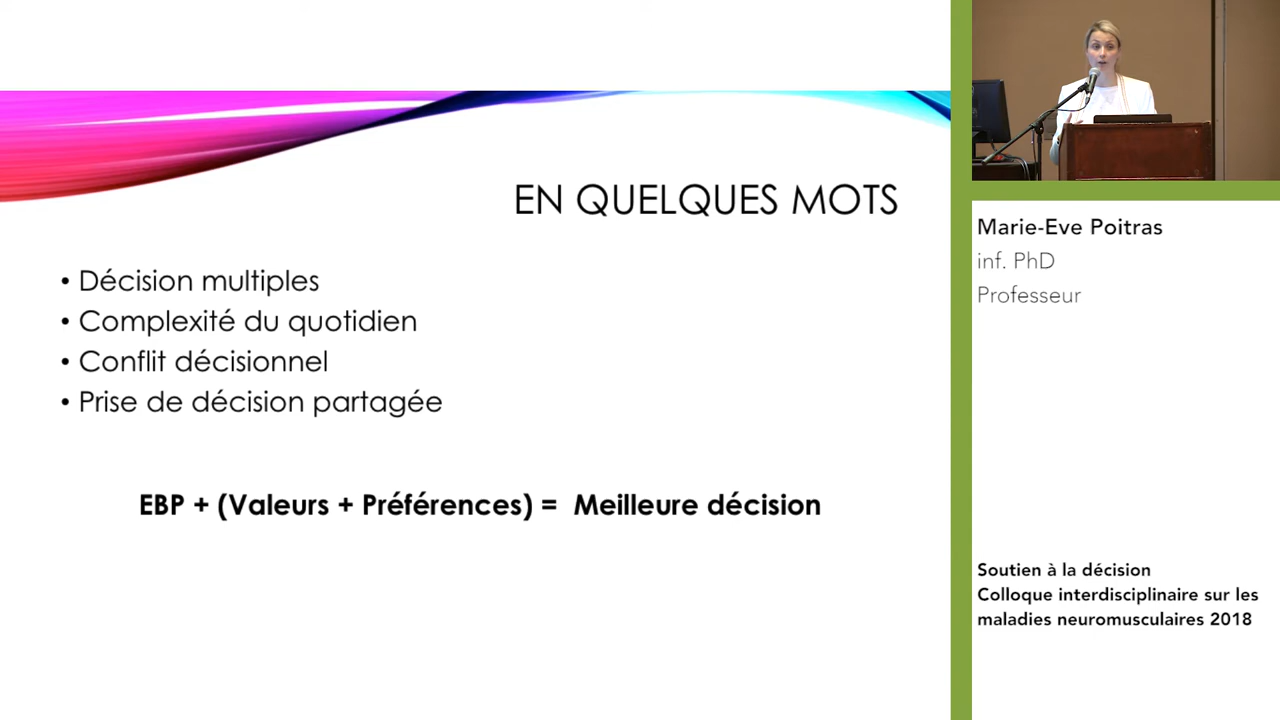 EN QUELQUES MOTS
• Décision multiples
• Complexité du quotidien
• Conflit décisionnel
• Prise de décision partagée
EBP + (Valeurs + Préférences) = Meilleure décision
Marie-Eve Poitras
inf. PhD
Professeur
Soutien à la décision
Colloque interdisciplinaire sur les
maladies neuromusculaires 2018